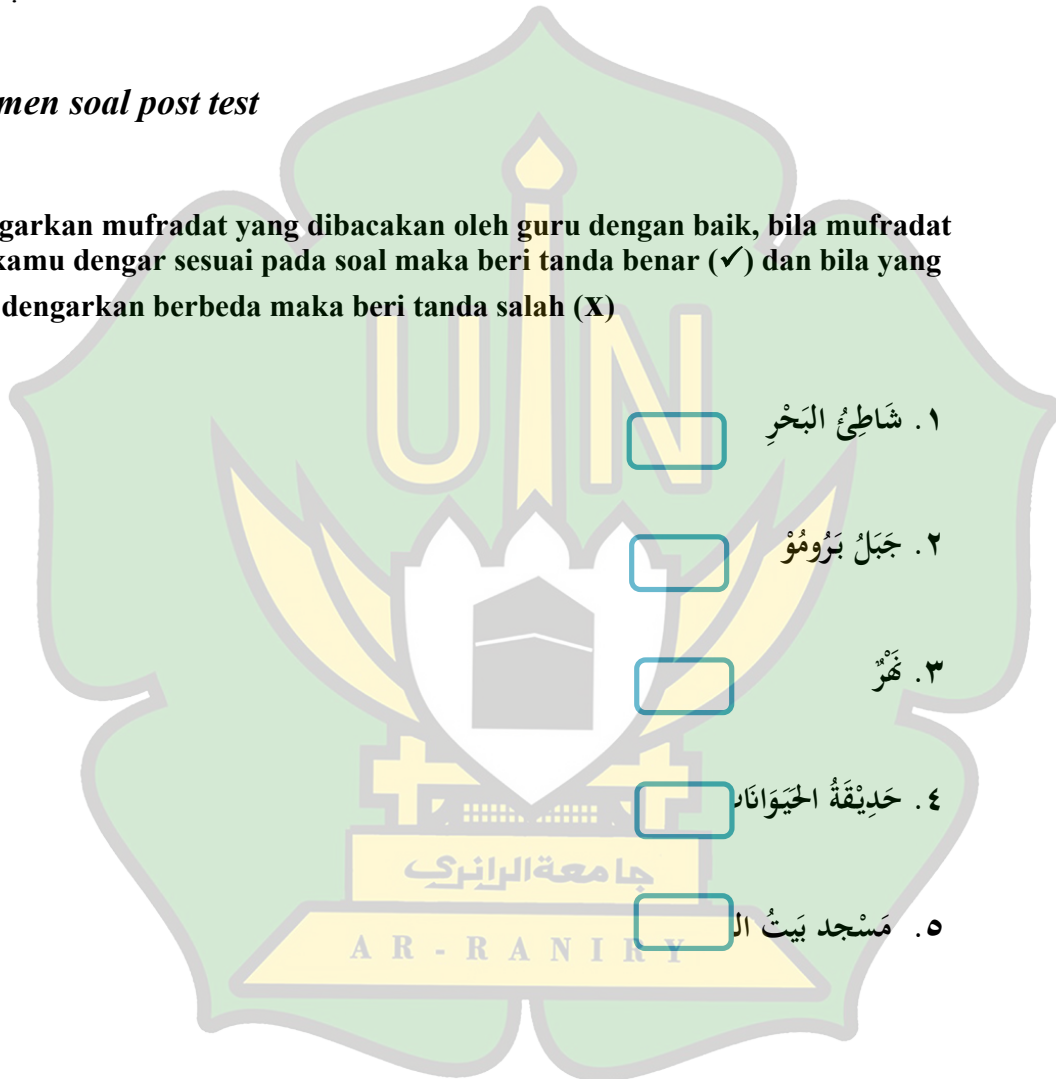 men soal post test
garkan mufradat yang dibacakan oleh guru dengan baik, bila mufradat
kamu dengar sesuai pada soal maka beri tanda benar (✓) dan bila yang
dengarkan berbeda maka beri tanda salah (X)
UIN
١. شَاطِئُ البَحْرِ
٢. جَبَلُ بَرُومُوْ
٣. نَهْرٌ
٤. حَدِيْقَةُ الحَيَوَانَا
٥. مَسْجد بَيتُ
جامعة الرانري
AR-RANIRY